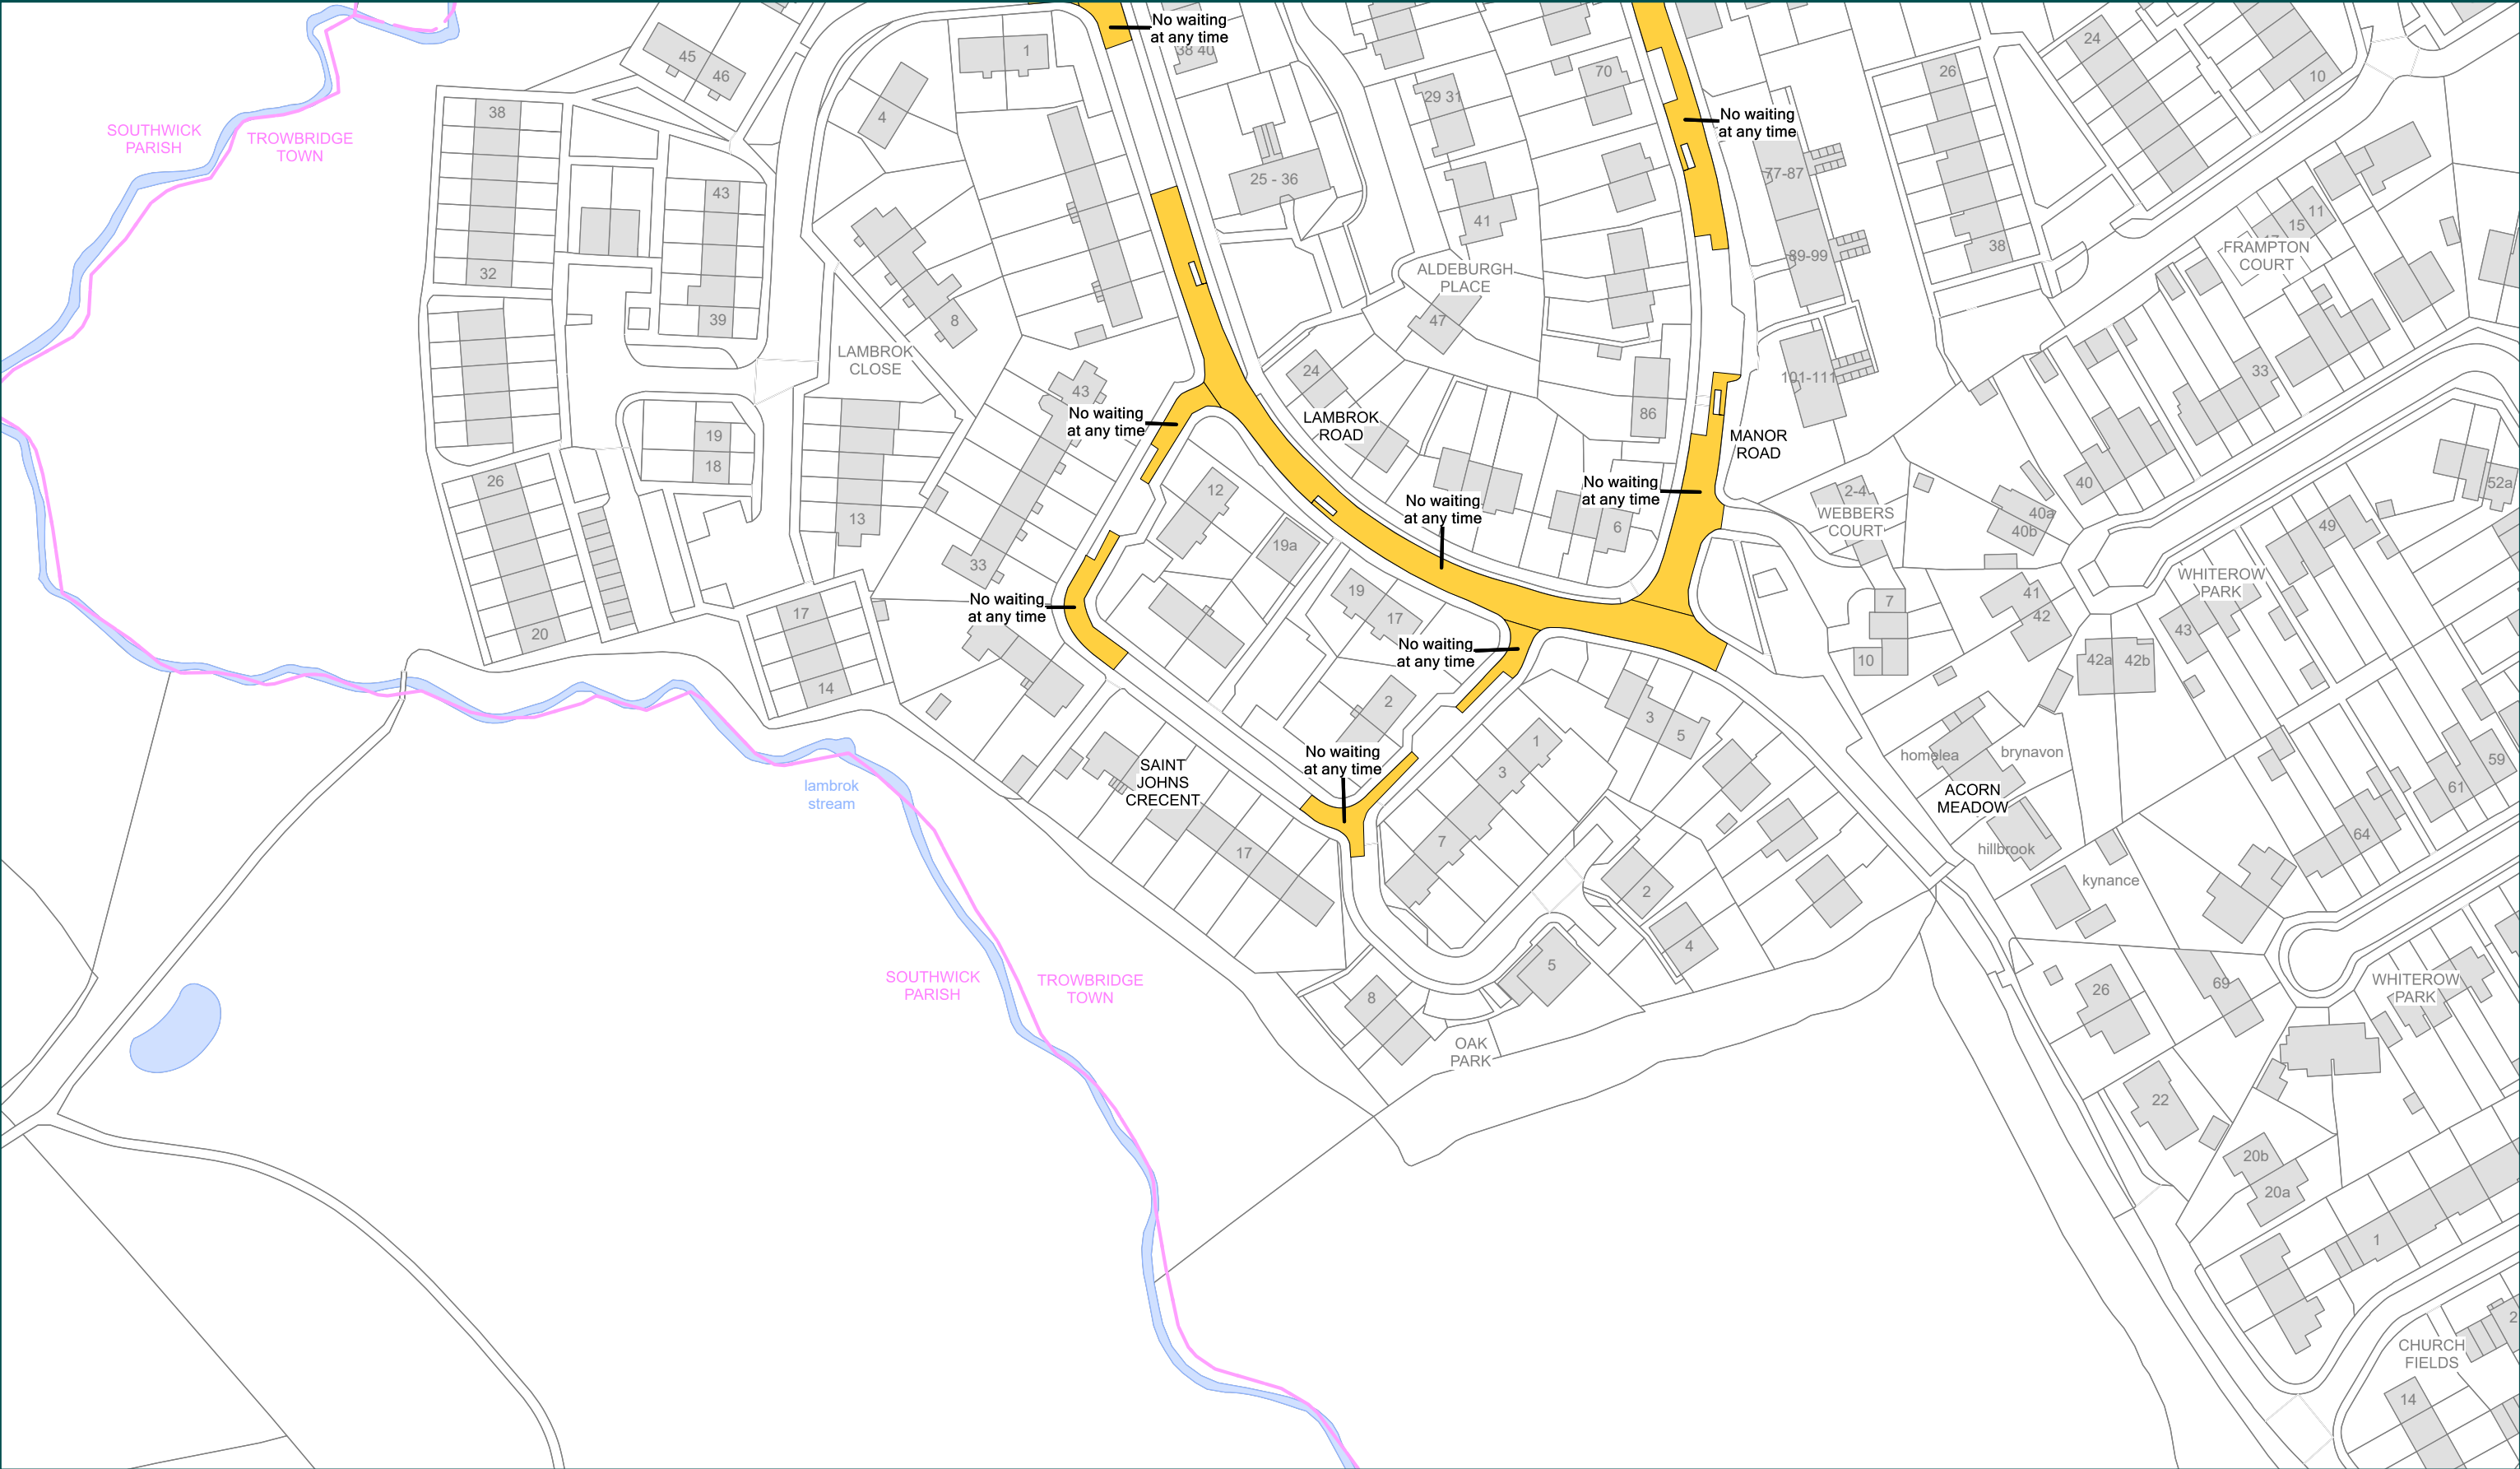 No waiting
at any time
38 40
45
46
1
24
26
10
38
SOUTHWICK
PARISH
TROWBRIDGE
TOWN
4
29 31
70
No waiting
at any time
77-87
43
25 - 36
41
11
15
38
FRAMPTON
COURT
89-99
32
ALDEBURGH
PLACE
39
8
47
LAMBROK
CLOSE
24
33
101-111
43
No waiting
at any time
LAMBROK
ROAD
86
MANOR
ROAD
19
18
26
12
13
No waiting
at any time
No waiting
at any time
6
2-4
WEBBERS
COURT
40
40a
40b
49
52a
19a
33
WHITEROW
PARK
No waiting
at any time
17
20
19
17
7
41
42
43
No waiting
at any time
10
42a
42b
14
2
3
5
1
3
No waiting
at any time
homelea
brynavon
59
61
SAINT
JOHNS
CRECENT
lambrok
stream
ACORN
MEADOW
7
17
hillbrook
64
2
kynance
4
5
SOUTHWICK
PARISH
TROWBRIDGE
TOWN
8
26
69
WHITEROW
PARK
OAK
PARK
22
20b
20a
1
2
CHURCH
FIELDS
14